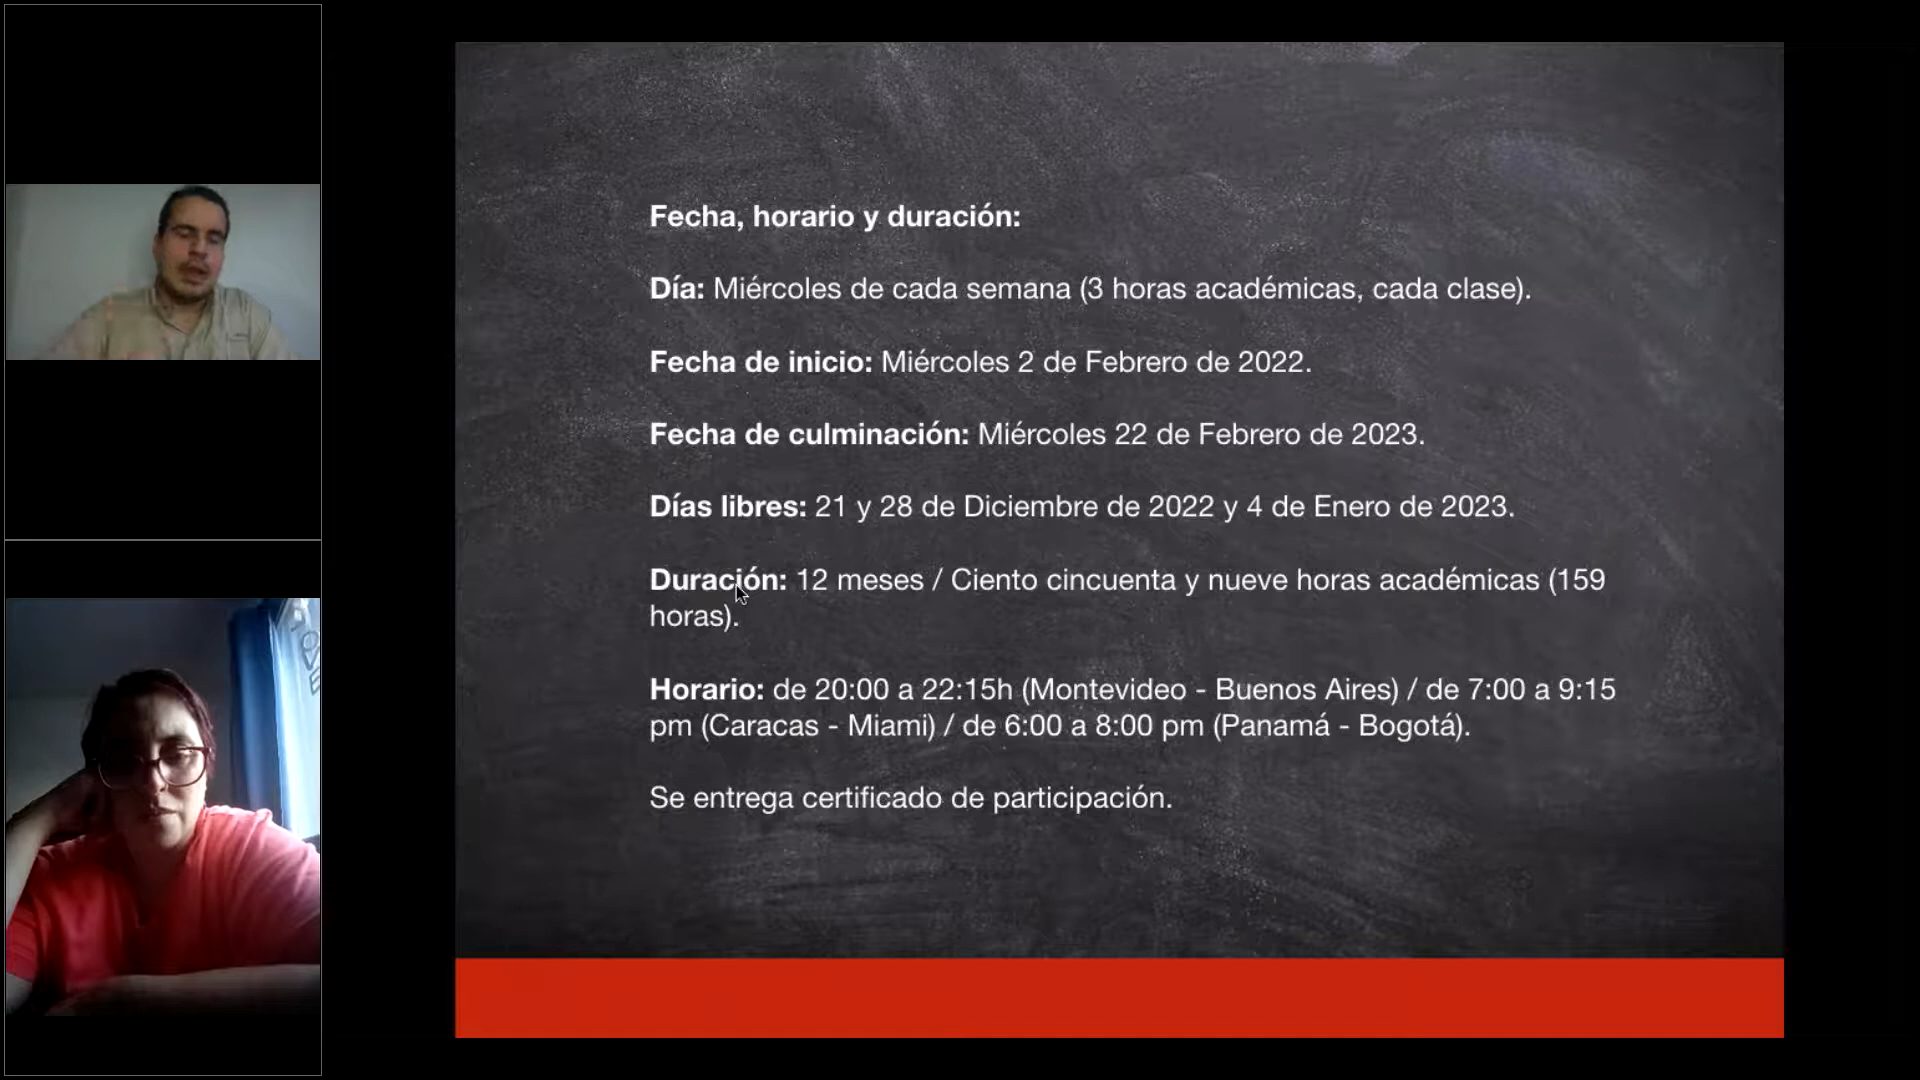 Fecha, horario y duración:
Día: Miércoles de cada semana (3 horas académicas, cada clase).
Fecha de inicio: Miércoles 2 de Febrero de 2022.
Fecha de culminación: Miércoles 22 de Febrero de 2023.
Días libres: 21 y 28 de Diciembre de 2022 y 4 de Enero de 2023.
Duración: 12 meses / Ciento cincuenta y nueve horas académicas (159
horas).
Horario: de 20:00 a 22:15h (Montevideo - Buenos Aires) / de 7:00 a 9:15
pm (Caracas - Miami) / de 6:00 a 8:00 pm (Panamá - Bogotá).
Se entrega certificado de participación.